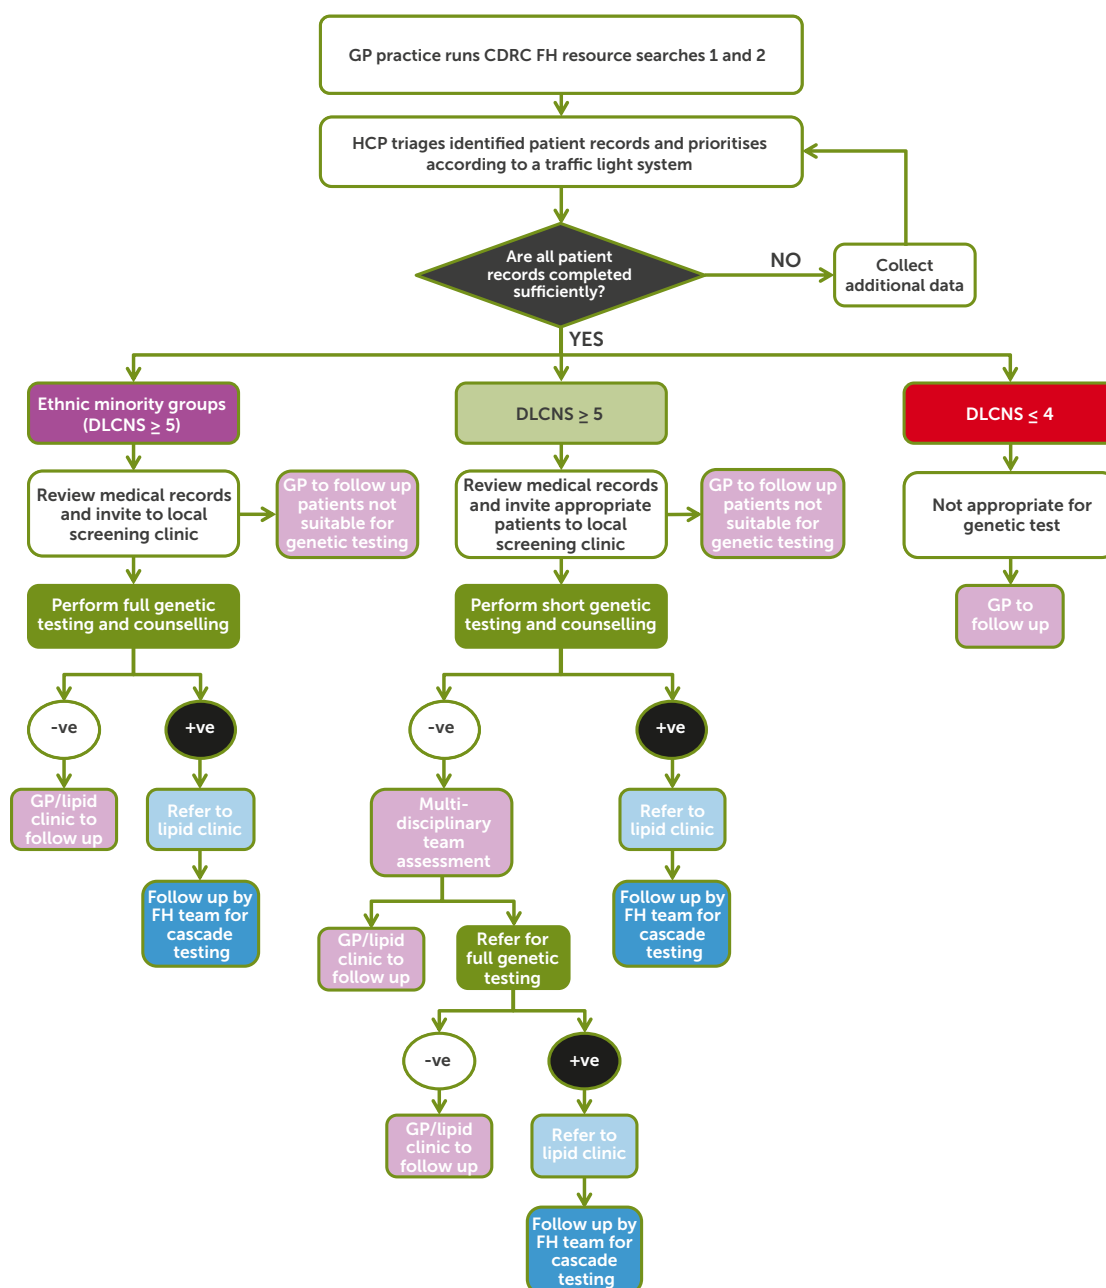 GP practice runs CDRC FH resource searches 1 and 2
HCP triages identified patient records and prioritises
according to a traffic light system
Are all patient
records completed
sufficiently?
NO
Collect
additional data
YES
Ethnic minority groups
(DLCNS ≥ 5)
DLCNS ≥ 5
DLCNS ≤ 4
Review medical records
and invite to local
screening clinic
GP to follow up
patients not
suitable for
genetic testing
Review medical records
and invite appropriate
patients to local
screening clinic
GP to follow up
patients not
suitable for
genetic testing
Not appropriate for
genetic test
Perform full genetic
testing and counselling
Perform short genetic
testing and counselling
GP to
follow up
-ve
+ve
-ve
+ve
GP/lipid
clinic to
follow up
Refer to
lipid clinic
Multi-
disciplinary
team
assessment
Refer to
lipid clinic
Follow up by
FH team for
cascade
testing
Follow up by
FH team for
cascade
testing
GP/lipid
clinic to
follow up
Refer for
full genetic
testing
-ve
+ve
GP/lipid
clinic to
follow up
Refer to
lipid clinic
Follow up by
FH team for
cascade
testing